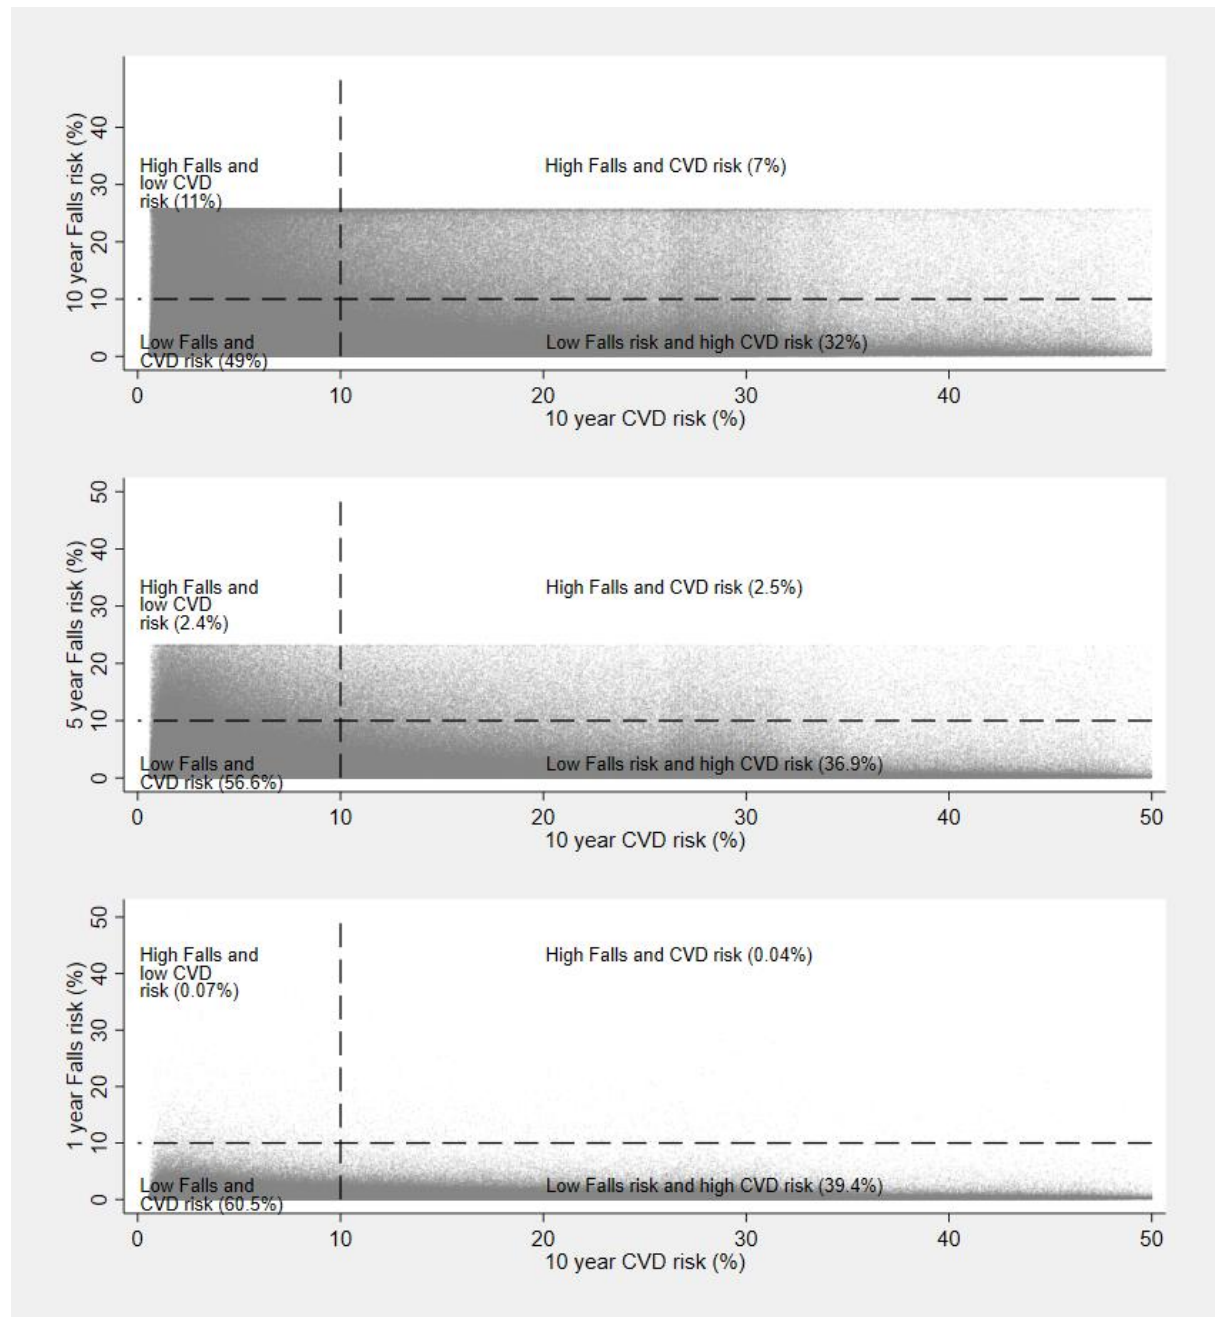 10 year Falls risk (%)
40
30
20
10
0
High Falls and
low CVD
risk (11%)
High Falls and CVD risk (7%)
Low Falls and
CVD risk (49%)
Low Falls risk and high CVD risk (32%)
0 10 20 30 40
10 year CVD risk (%)
5 year Falls risk (%)
50
40
30
20
10
0
High Falls and
low CVD
risk (2.4%)
High Falls and CVD risk (2.5%)
Low Falls and
CVD risk (56.6%)
Low Falls risk and high CVD risk (36.9%)
0 10 20 30 40 50
10 year CVD risk (%)
1 year Falls risk (%)
50
40
30
20
10
0
High Falls and
low CVD
risk (0.07%)
High Falls and CVD risk (0.04%)
Low Falls and
CVD risk (60.5%)
Low Falls risk and high CVD risk (39.4%)
0 10 20 30 40 50
10 year CVD risk (%)